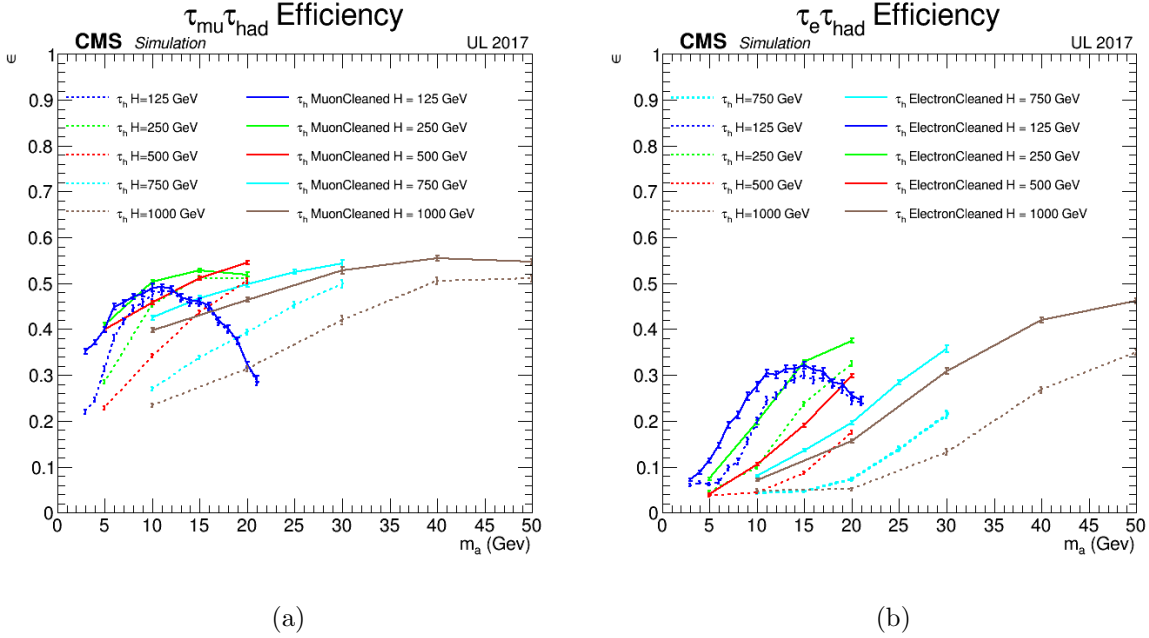 τmuτhad Efficiency
CMS Simulation UL 2017
ϵ
1
0.9
0.8
0.7
0.6
0.5
0.4
0.3
0.2
0.1
0
τh H=125 GeV τh MuonCleaned H = 125 GeV
τh H=250 GeV τh MuonCleaned H = 250 GeV
τh H=500 GeV τh MuonCleaned H = 500 GeV
τh H=750 GeV τh MuonCleaned H = 750 GeV
τh H=1000 GeV τh MuonCleaned H = 1000 GeV
0 5 10 15 20 25 30 35 40 45 50
ma (Gev)
(a)
τeτhad Efficiency
CMS Simulation UL 2017
ϵ
1
0.9
0.8
0.7
0.6
0.5
0.4
0.3
0.2
0.1
0
τh H=750 GeV τh ElectronCleaned H = 750 GeV
τh H=125 GeV τh ElectronCleaned H = 125 GeV
τh H=250 GeV τh ElectronCleaned H = 250 GeV
τh H=500 GeV τh ElectronCleaned H = 500 GeV
τh H=1000 GeV τh ElectronCleaned H = 1000 GeV
0 5 10 15 20 25 30 35 40 45 50
ma (Gev)
(b)